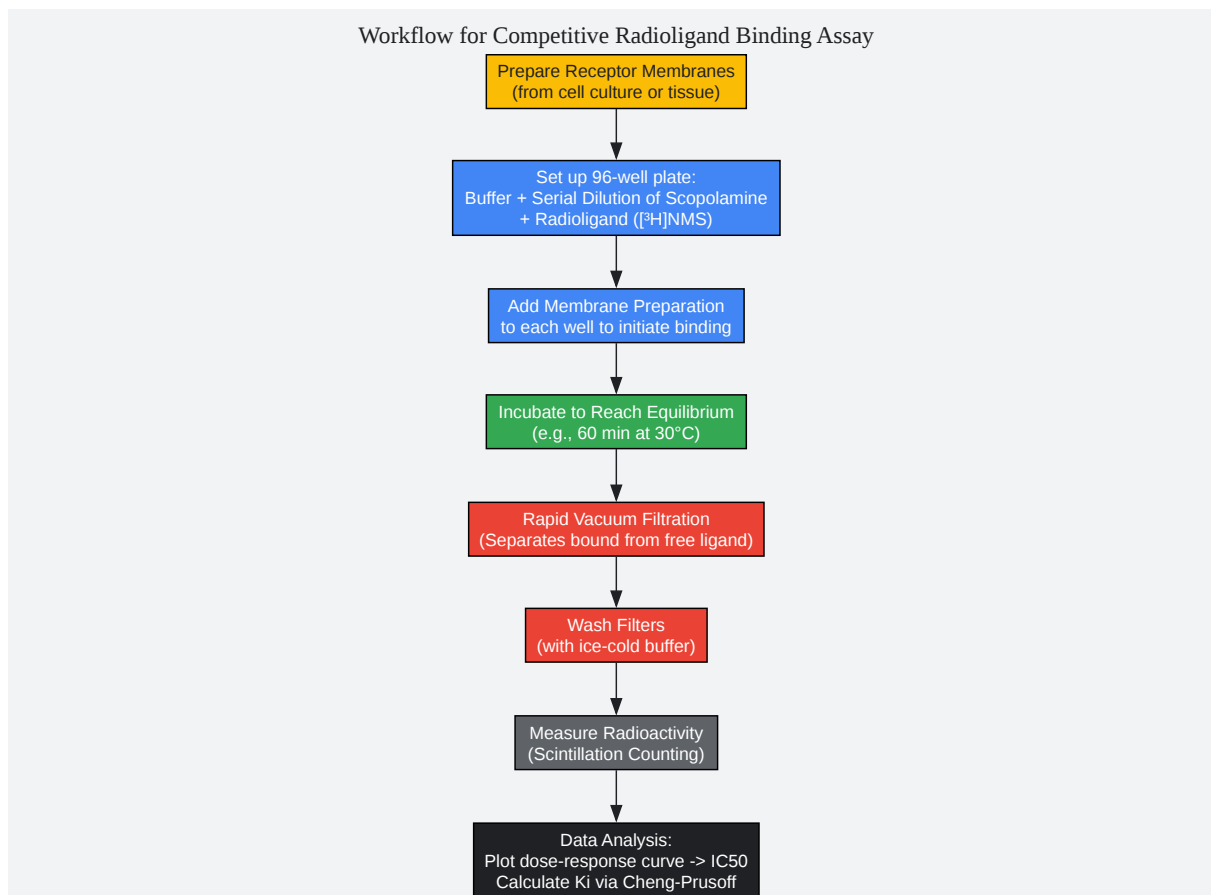 Workflow for Competitive Radioligand Binding Assay
Prepare Receptor Membranes
(from cell culture or tissue)
Set up 96-well plate:
Buffer + Serial Dilution of Scopolamine
+ Radioligand ([³H]NMS)
Add Membrane Preparation
to each well to initiate binding
Incubate to Reach Equilibrium
(e.g., 60 min at 30°C)
Rapid Vacuum Filtration
(Separates bound from free ligand)
Wash Filters
(with ice-cold buffer)
Measure Radioactivity
(Scintillation Counting)
Data Analysis:
Plot dose-response curve -> IC50
Calculate Ki via Cheng-Prusoff